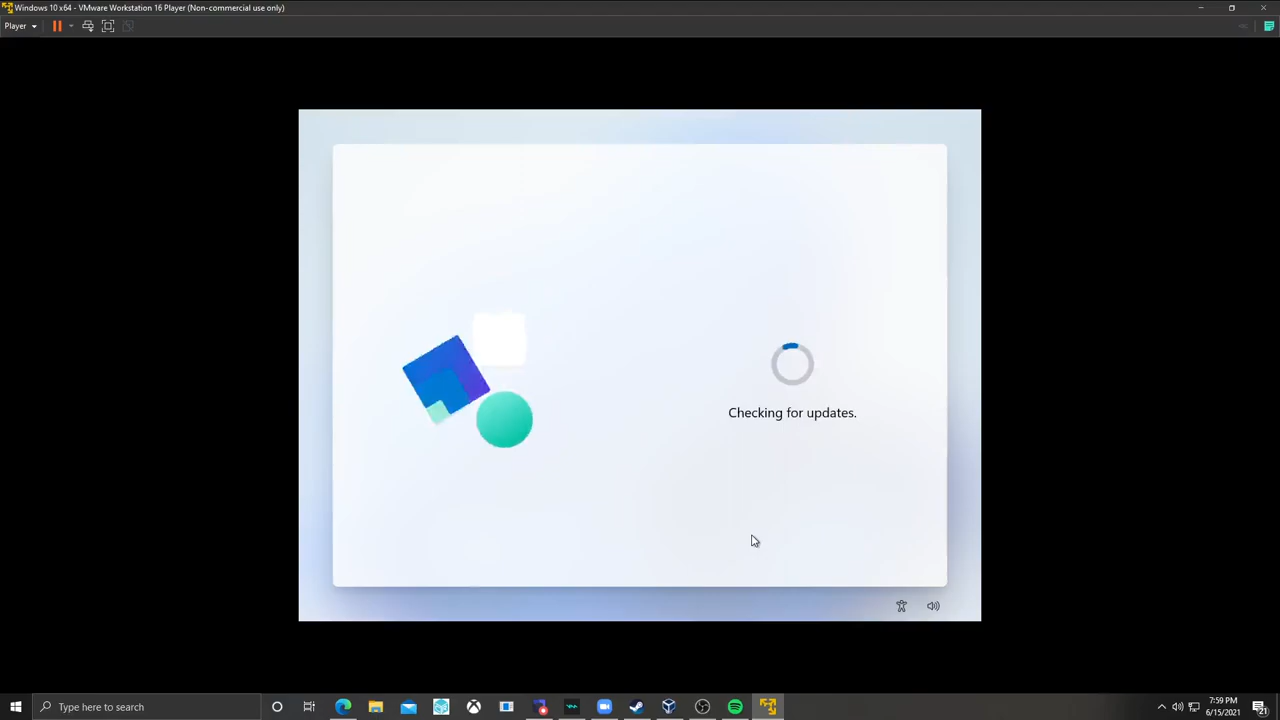 Windows 10 x64 - VMware Workstation 16 Player (Non-commercial use only)
Player
Checking for updates.
Type here to search
7:59 PM
6/15/2021
21